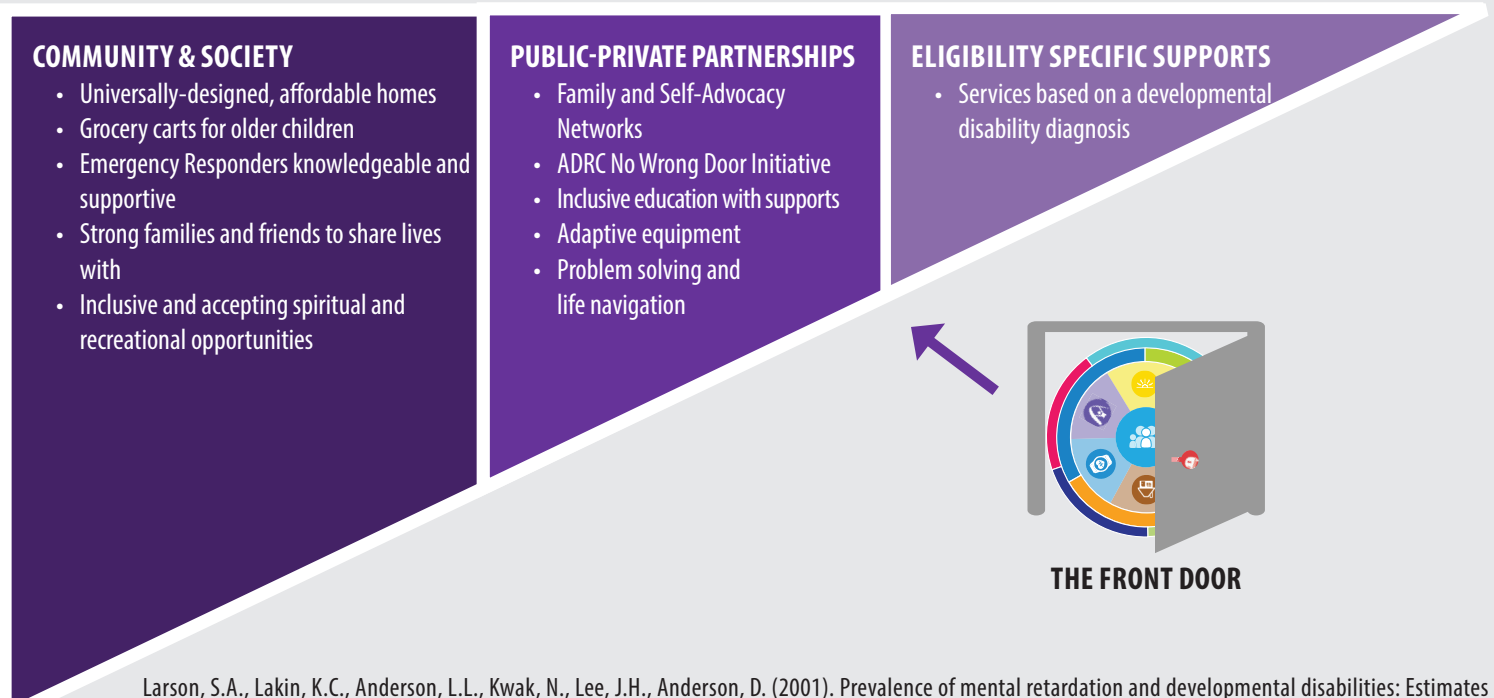 COMMUNITY & SOCIETY
• Universally-designed, affordable homes
• Grocery carts for older children
• Emergency Responders knowledgeable and
supportive
• Strong families and friends to share lives
with
• Inclusive and accepting spiritual and
recreational opportunities
PUBLIC-PRIVATE PARTNERSHIPS
• Family and Self-Advocacy
Networks
• ADRC No Wrong Door Initiative
• Inclusive education with supports
• Adaptive equipment
• Problem solving and
life navigation
ELIGIBILITY SPECIFIC SUPPORTS
• Services based on a developmental
disability diagnosis
THE FRONT DOOR
Larson, S.A., Lakin, K.C., Anderson, L.L., Kwak, N., Lee, J.H., Anderson, D. (2001). Prevalence of mental retardation and developmental disabilities: Estimates